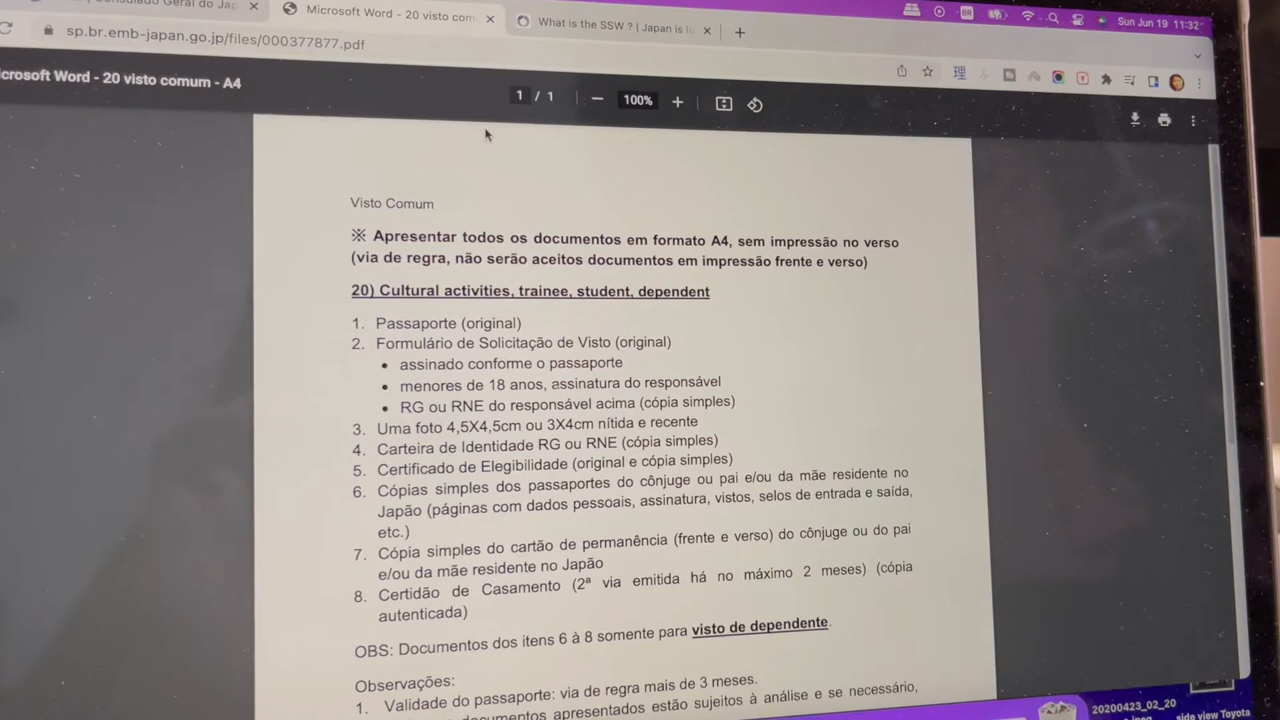 Geral do Jap
Microsoft Word - 20 visto com
What is the SSW ? | Japan is
Sun Jun 19 11:32
sp.br.emb-japan.go.jp/files/000377877.pdf
crosoft Word - 20 visto comum - A4
1 / 1
100%
Visto Comum
※ Apresentar todos os documentos em formato A4, sem impressão no verso
(via de regra, não serão aceitos documentos em impressão frente e verso)
20) Cultural activities, trainee, student, dependent
1. Passaporte (original)
2. Formulário de Solicitação de Visto (original)
• assinado conforme o passaporte
• menores de 18 anos, assinatura do responsável
• RG ou RNE do responsável acima (cópia simples)
3. Uma foto 4,5X4,5cm ou 3X4cm nítida e recente
4. Carteira de Identidade RG ou RNE (cópia simples)
5. Certificado de Elegibilidade (original e cópia simples)
6. Cópias simples dos passaportes do cônjuge ou pai e/ou da mãe residente no
Japão (páginas com dados pessoais, assinatura, vistos, selos de entrada e saída,
etc.)
7. Cópia simples do cartão de permanência (frente e verso) do cônjuge ou do pai
e/ou da mãe residente no Japão
8. Certidão de Casamento (2ª via emitida há no máximo 2 meses) (cópia
autenticada)
OBS: Documentos dos itens 6 à 8 somente para visto de dependente.
Observações:
1. Validade do passaporte: via de regra mais de 3 meses.
apresentados estão sujeitos à análise e se necessário,
20200423_02_20
side view Toyota